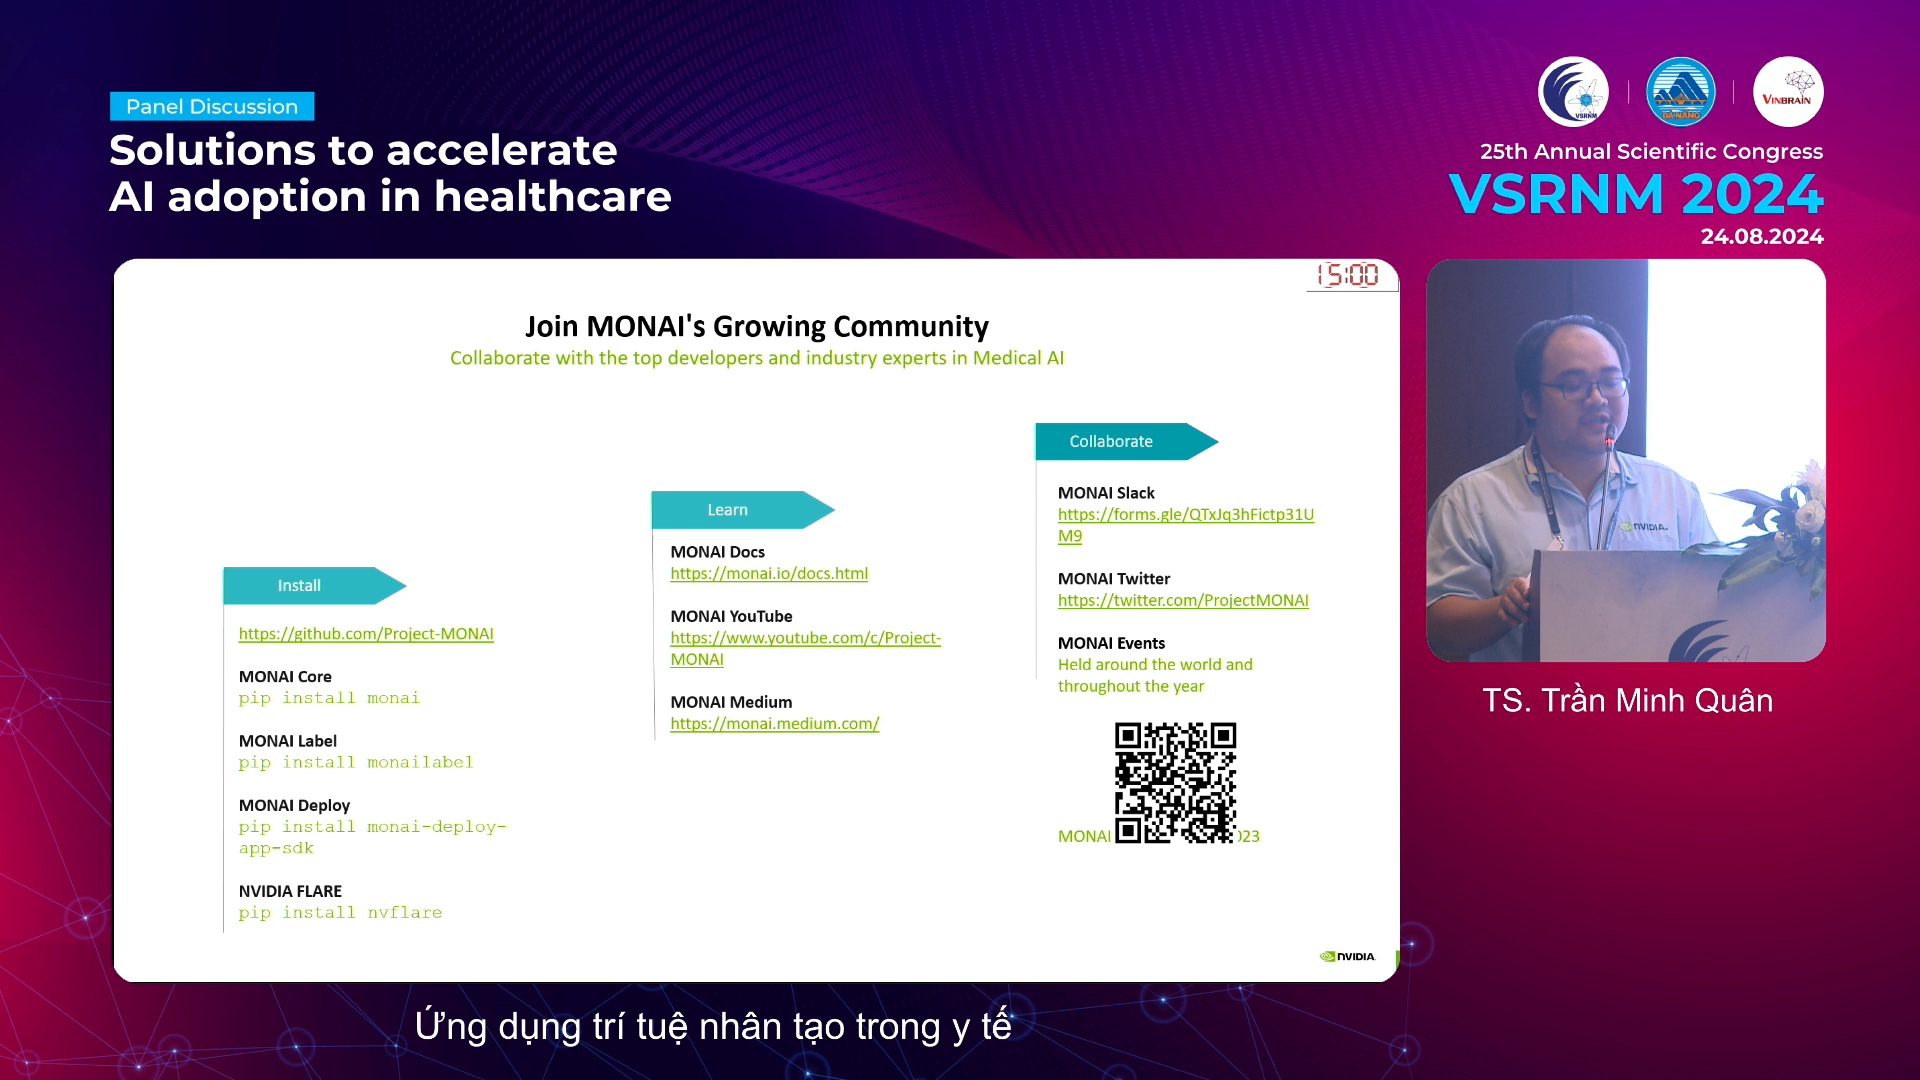 Panel Discussion
Solutions to accelerate
AI adoption in healthcare
VSRNM
DA NANG
VINBRAIN
25th Annual Scientific Congress
VSRNM 2024
24.08.2024
15:00
Join MONAI's Growing Community
Collaborate with the top developers and industry experts in Medical AI
Install
https://github.com/Project-MONAI
MONAI Core
pip install monai
MONAI Label
pip install monailabel
MONAI Deploy
pip install monai-deploy-
app-sdk
NVIDIA FLARE
pip install nvflare
Learn
MONAI Docs
https://monai.io/docs.html
MONAI YouTube
https://www.youtube.com/c/Project-
MONAI
MONAI Medium
https://monai.medium.com/
Collaborate
MONAI Slack
https://forms.gle/QTxJq3hFictp31U
M9
MONAI Twitter
https://twitter.com/ProjectMONAI
MONAI Events
Held around the world and
throughout the year
MONAI 023
NVIDIA
NVIDIA.
TS. Trần Minh Quân
Ứng dụng trí tuệ nhân tạo trong y tế